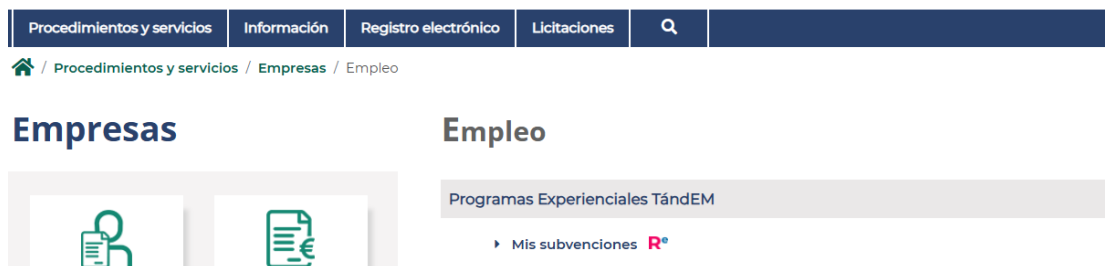 Procedimientos y servicios Información Registro electrónico Licitaciones
/ Procedimientos y servicios / Empresas / Empleo
Empresas
Empleo
Programas Experienciales TándEM
Mis subvenciones Re
€